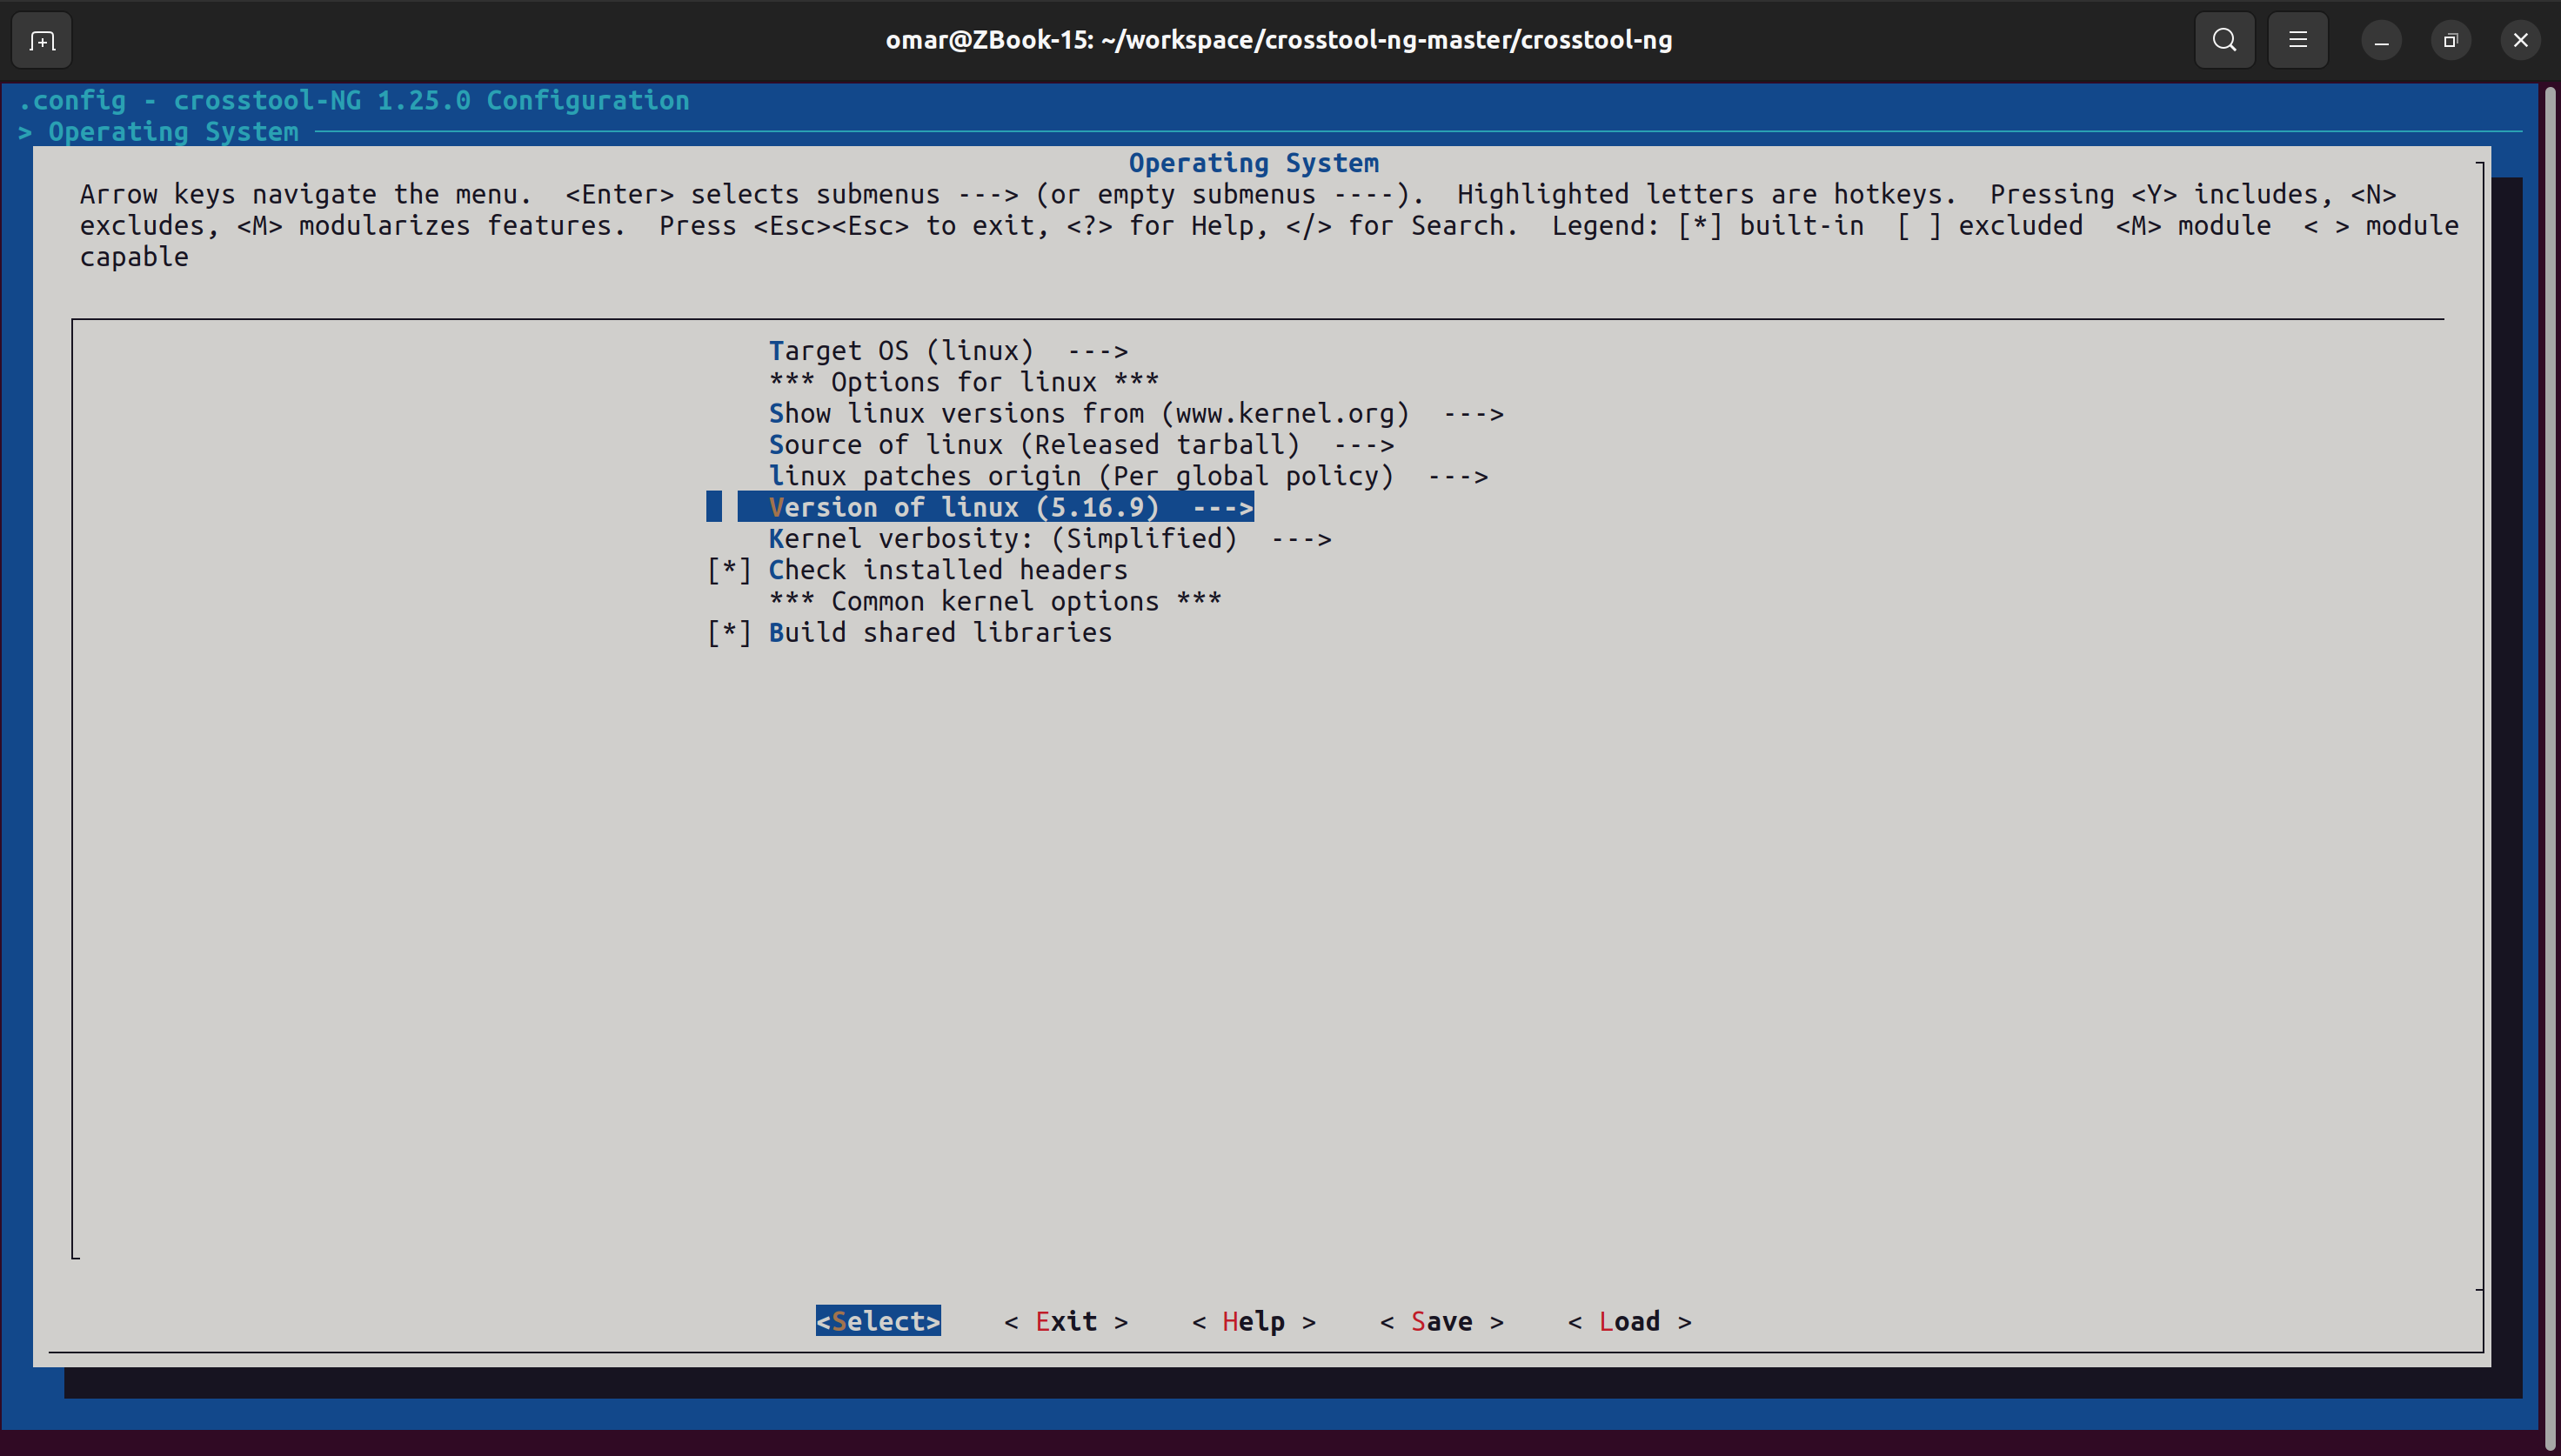 omar@ZBook-15: ~/workspace/crosstool-ng-master/crosstool-ng
.config - crosstool-NG 1.25.0 Configuration
> Operating System
Operating System
Arrow keys navigate the menu.  <Enter> selects submenus ---> (or empty submenus ----).  Highlighted letters are hotkeys.  Pressing <Y> includes, <N>
excludes, <M> modularizes features.  Press <Esc><Esc> to exit, <?> for Help, </> for Search.  Legend: [*] built-in  [ ] excluded  <M> module  < > module
capable
Target OS (linux)  --->
*** Options for linux ***
Show linux versions from (www.kernel.org)  --->
Source of linux (Released tarball)  --->
linux patches origin (Per global policy)  --->
Version of linux (5.16.9)  --->
Kernel verbosity: (Simplified)  --->
[*] Check installed headers
*** Common kernel options ***
[*] Build shared libraries
<Select>    < Exit >    < Help >    < Save >    < Load >